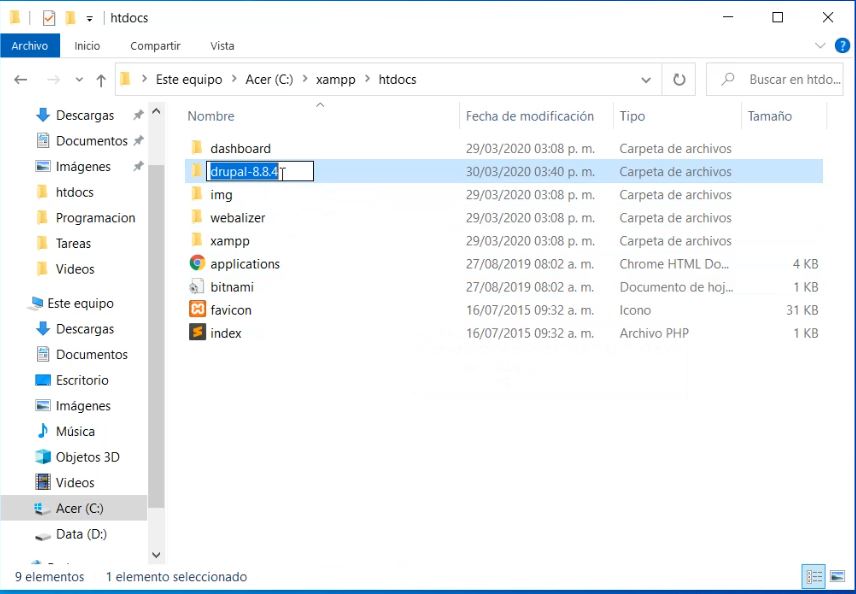 htdocs
Archivo Inicio Compartir Vista
Este equipo Acer (C:) xampp htdocs Buscar en htdo...
Descargas
Documentos
Imágenes
htdocs
Programacion
Tareas
Videos
Este equipo
Descargas
Documentos
Escritorio
Imágenes
Música
Objetos 3D
Videos
Acer (C:)
Data (D:)
Nombre Fecha de modificación Tipo Tamaño
dashboard 29/03/2020 03:08 p. m. Carpeta de archivos
drupal-8.8.4 30/03/2020 03:40 p. m. Carpeta de archivos
img 29/03/2020 03:08 p. m. Carpeta de archivos
webalizer 29/03/2020 03:08 p. m. Carpeta de archivos
xampp 29/03/2020 03:08 p. m. Carpeta de archivos
applications 27/08/2019 08:02 a. m. Chrome HTML Do... 4 KB
bitnami 27/08/2019 08:02 a. m. Documento de hoj... 1 KB
favicon 16/07/2015 09:32 a. m. Icono 31 KB
index 16/07/2015 09:32 a. m. Archivo PHP 1 KB
9 elementos 1 elemento seleccionado